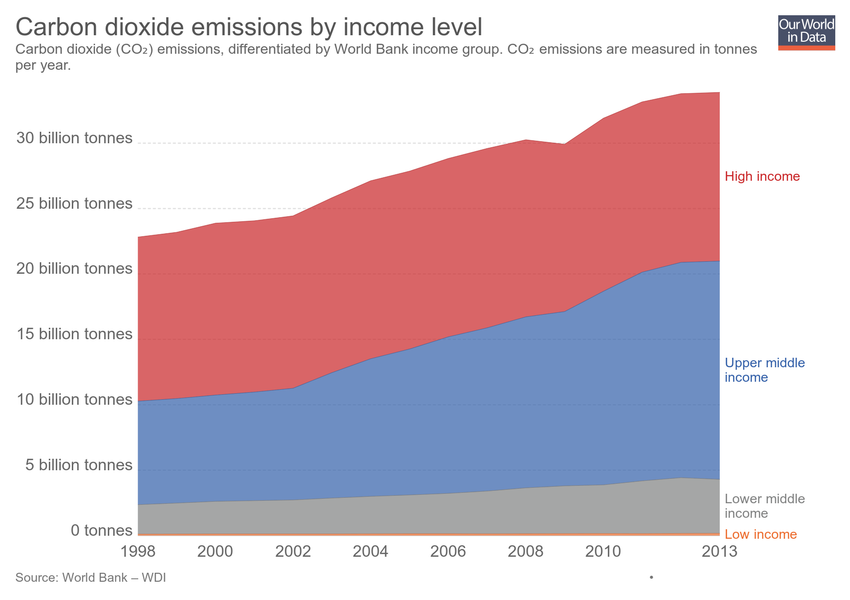 Carbon dioxide emissions by income level
Carbon dioxide (CO₂) emissions, differentiated by World Bank income group. CO₂ emissions are measured in tonnes
per year.
Our World
in Data
30 billion tonnes
25 billion tonnes
20 billion tonnes
15 billion tonnes
10 billion tonnes
5 billion tonnes
0 tonnes
High income
Upper middle
income
Lower middle
income
Low income
1998 2000 2002 2004 2006 2008 2010 2013
Source: World Bank – WDI